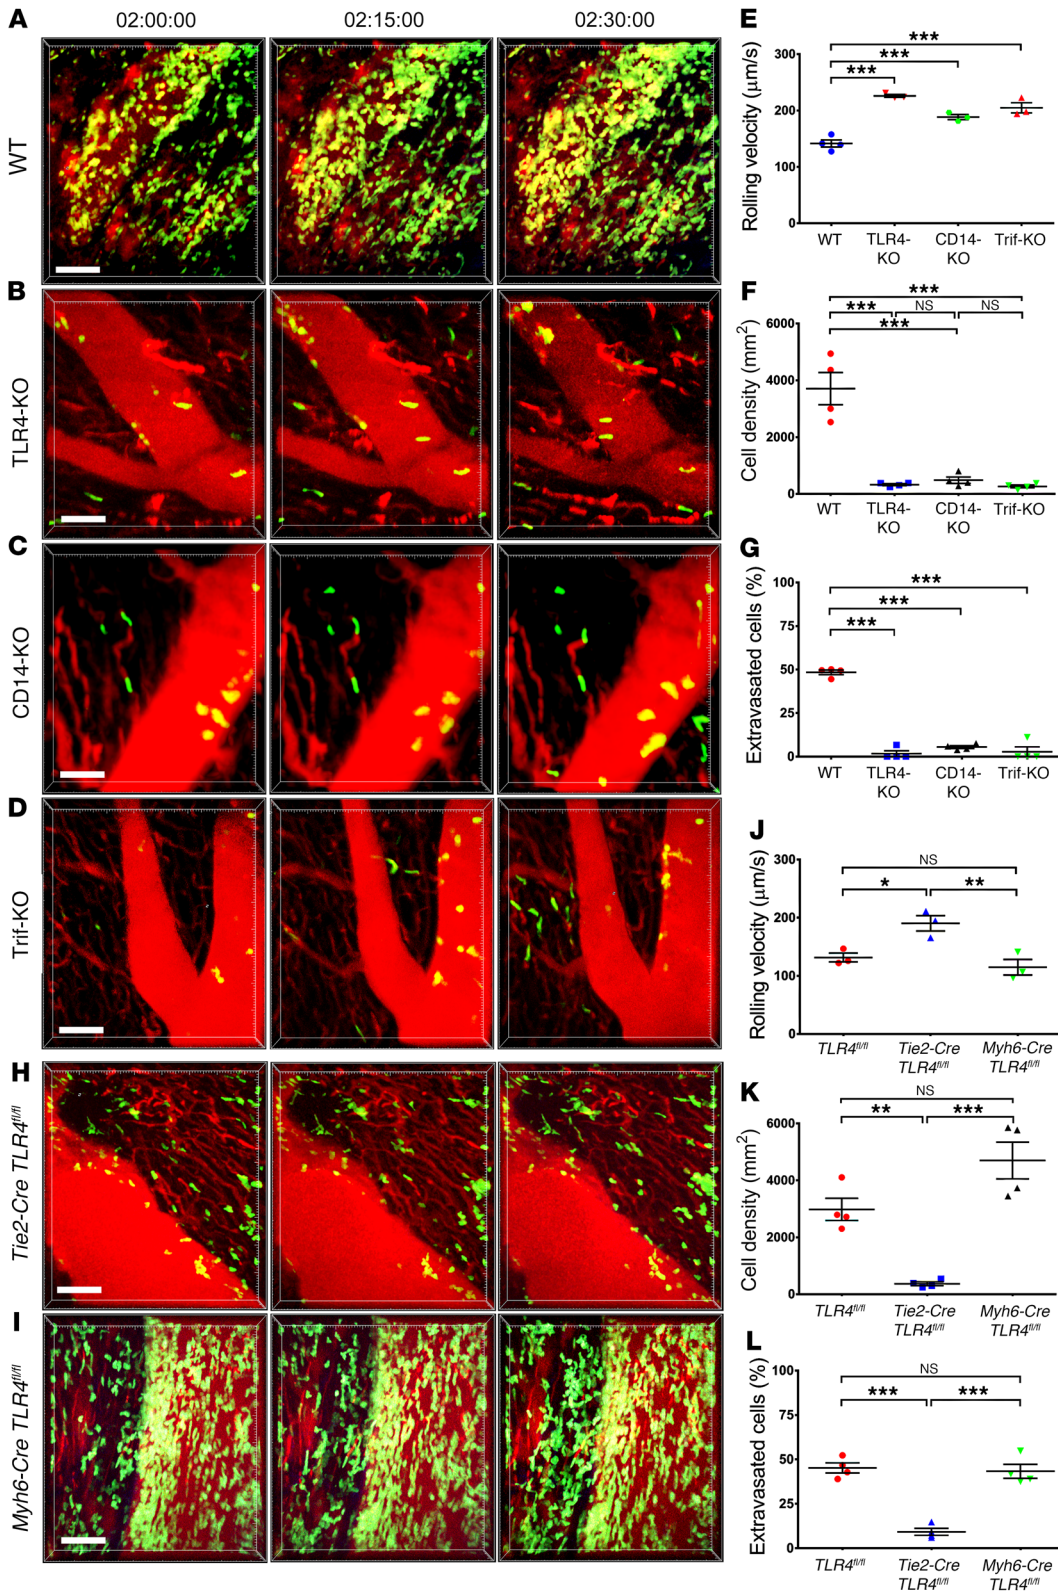 A
02:00:00
02:15:00
02:30:00
WT
B
TLR4-KO
C
CD14-KO
D
Trif-KO
H
Tie2-Cre TLR4fl/fl
I
Myh6-Cre TLR4fl/fl
E
Rolling velocity (μm/s)
300
200
100
0
***
***
***
WT
TLR4-
KO
CD14-
KO
Trif-KO
F
Cell density (mm²)
6000
4000
2000
0
***
*** NS NS
***
WT
TLR4-
KO
CD14-
KO
Trif-KO
G
Extravasated cells (%)
100
75
50
25
0
***
***
***
WT
TLR4-
KO
CD14-
KO
Trif-KO
J
Rolling velocity (μm/s)
300
200
100
0
NS
* **
TLR4fl/fl
Tie2-Cre
TLR4fl/fl
Myh6-Cre
TLR4fl/fl
K
Cell density (mm²)
6000
4000
2000
0
NS
** ***
TLR4fl/fl
Tie2-Cre
TLR4fl/fl
Myh6-Cre
TLR4fl/fl
L
Extravasated cells (%)
100
75
50
25
0
NS
*** ***
TLR4fl/fl
Tie2-Cre
TLR4fl/fl
Myh6-Cre
TLR4fl/fl